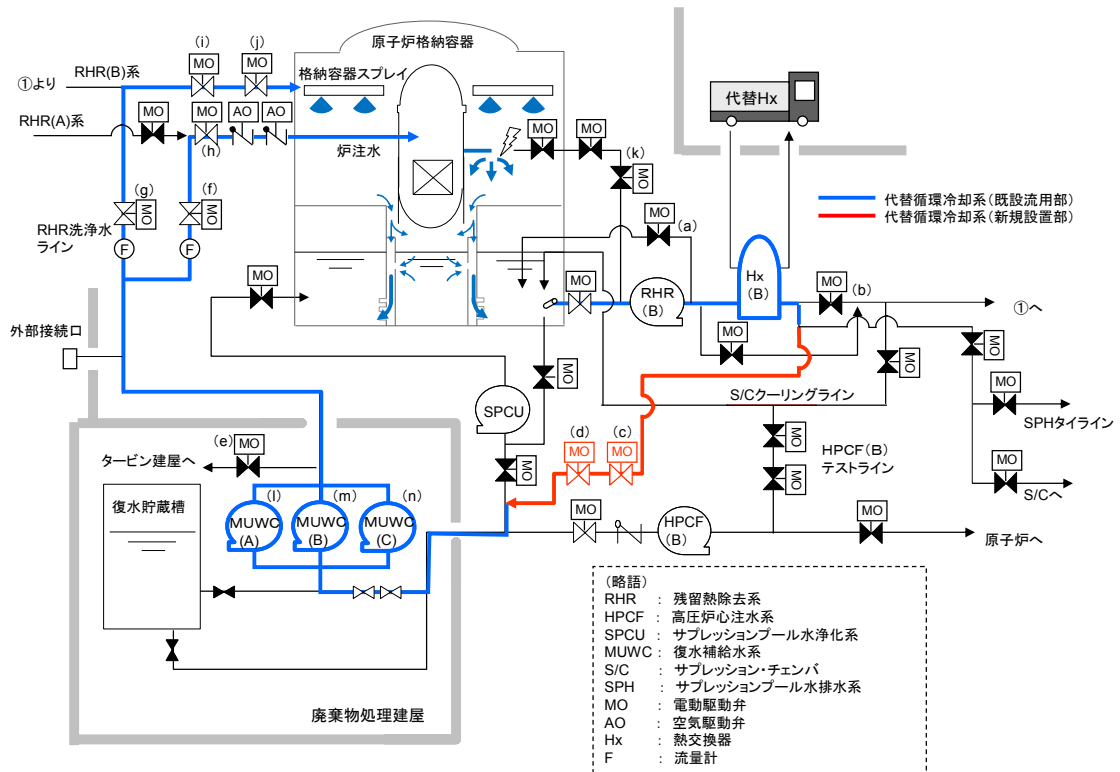 原子炉格納容器
(i)
(j)
MO
MO
RHR(B)系
①より
格納容器スプレイ
代替Hx
RHR(A)系
MO
MO
AO
AO
(h)
炉注水
MO
MO
(k)
MO
(g)
(f)
MO
MO
RHR洗浄水
ライン
F
F
代替循環冷却系(既設流用部)
代替循環冷却系(新規設置部)
MO
(a)
MO
MO
RHR
(B)
Hx
(B)
MO
(b)
①へ
外部接続口
MO
MO
MO
MO
SPCU
S/Cクーリングライン
MO
SPHタイライン
(d)
(c)
MO
MO
MO
MO
HPCF(B)
テストライン
MO
MO
S/Cへ
(e)
MO
タービン建屋へ
復水貯蔵槽
(l)
(m)
(n)
MUWC
(A)
MUWC
(B)
MUWC
(C)
MO
HPCF
(B)
MO
原子炉へ
廃棄物処理建屋
(略語)
RHR : 残留熱除去系
HPCF : 高圧炉心注水系
SPCU : サプレッションプール水浄化系
MUWC : 復水補給水系
S/C : サプレッション・チェンバ
SPH : サプレッションプール水排水系
MO : 電動駆動弁
AO : 空気駆動弁
Hx : 熱交換器
F : 流量計